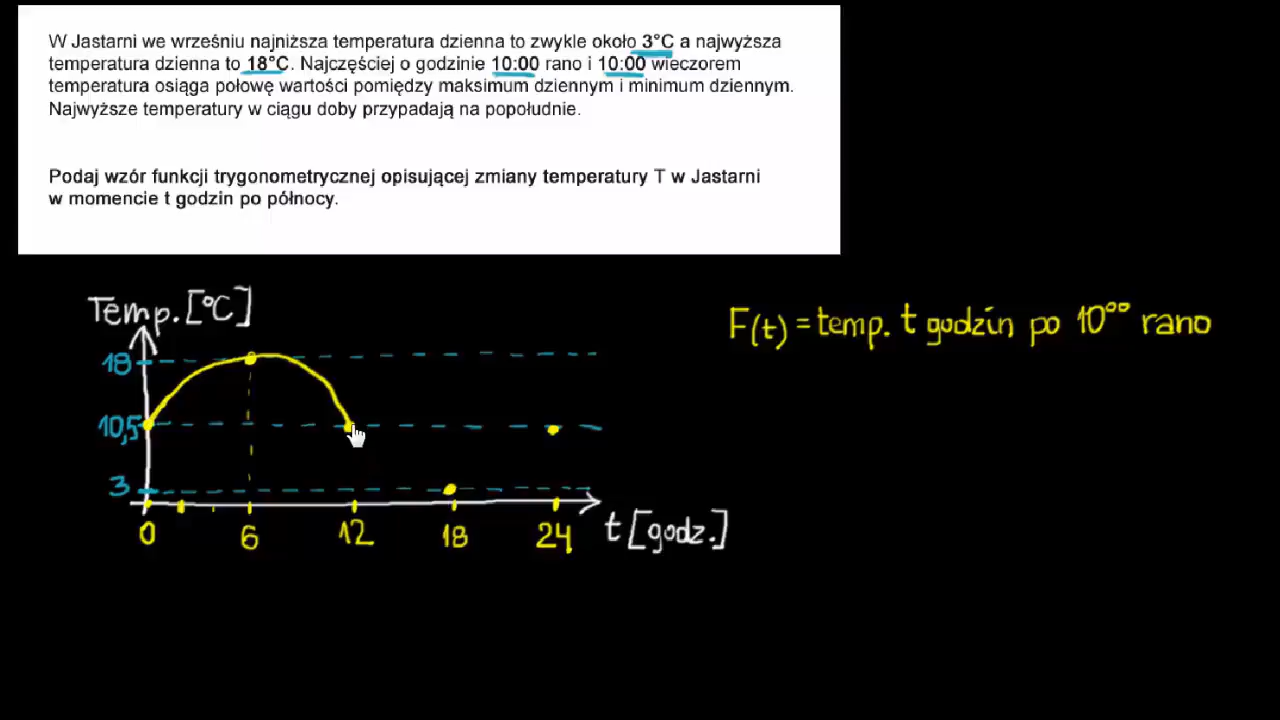 W Jastarni we wrześniu najniższa temperatura dzienna to zwykle około 3°C a najwyższa
temperatura dzienna to 18°C. Najczęściej o godzinie 10:00 rano i 10:00 wieczorem
temperatura osiąga połowę wartości pomiędzy maksimum dziennym i minimum dziennym.
Najwyższe temperatury w ciągu doby przypadają na popołudnie.
Podaj wzór funkcji trygonometrycznej opisującej zmiany temperatury T w Jastarni
w momencie t godzin po północy.
Temp. [°C]
F(t) = temp. t godzin po 10⁰⁰ rano
18
10,5
3
0 6 12 18 24
t [godz.]